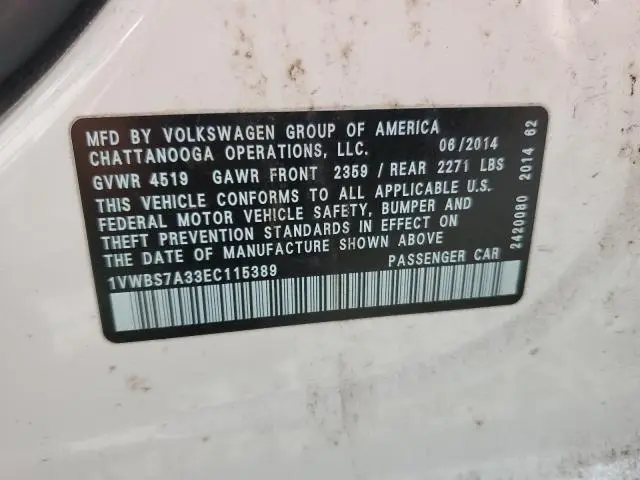 MFD BY VOLKSWAGEN GROUP OF AMERICA
CHATTANOOGA OPERATIONS, LLC. 06/2014
GVWR 4519 GAWR FRONT 2359 / REAR 2271 LBS
THIS VEHICLE CONFORMS TO ALL APPLICABLE U.S.
FEDERAL MOTOR VEHICLE SAFETY, BUMPER AND
THEFT PREVENTION STANDARDS IN EFFECT ON
THE DATE OF MANUFACTURE SHOWN ABOVE
1VWBS7A33EC115389 PASSENGER CAR
2420080 2014 62